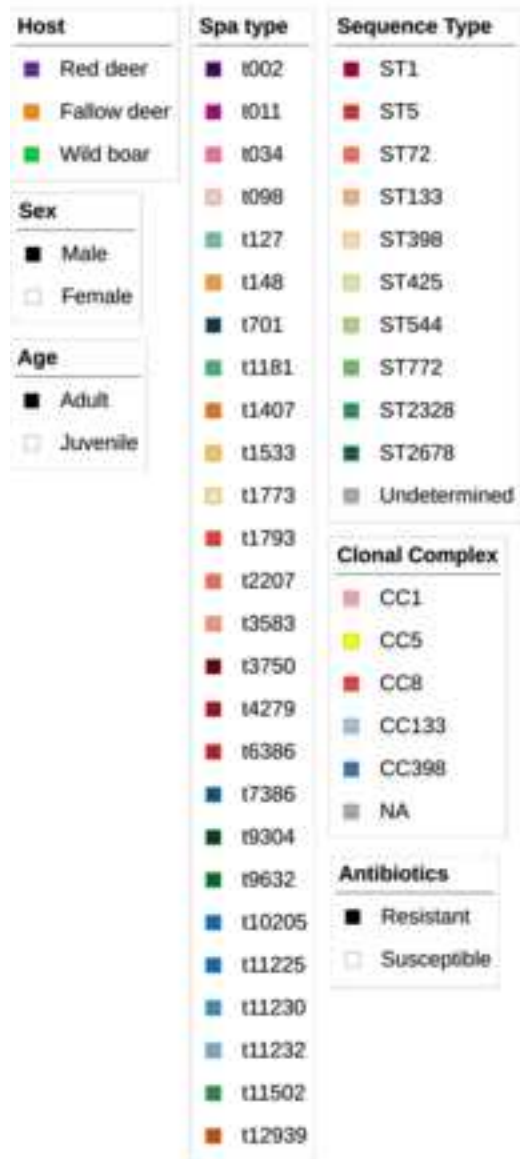 Host
Red deer
Fallow deer
Wild boar
Sex
Male
Female
Age
Adult
Juvenile
Spa type
t002
t011
t034
t098
t127
t148
t701
t1181
t1407
t1533
t1773
t1793
t2207
t3583
t3750
t4279
t6386
t7386
t9304
t9632
t10205
t11225
t11230
t11232
t11502
t12939
Sequence Type
ST1
ST5
ST72
ST133
ST398
ST425
ST544
ST772
ST2328
ST2678
Undetermined
Clonal Complex
CC1
CC5
CC8
CC133
CC398
NA
Antibiotics
Resistant
Susceptible